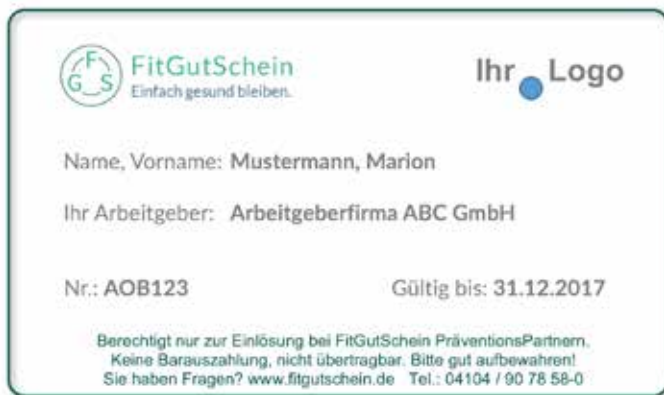 FGS
FitGutSchein
Einfach gesund bleiben.
Ihr Logo
Name, Vorname: Mustermann, Marion
Ihr Arbeitgeber: Arbeitgeberfirma ABC GmbH
Nr.: AOB123 Gültig bis: 31.12.2017
Berechtigt nur zur Einlösung bei FitGutSchein PräventionsPartnern.
Keine Barauszahlung, nicht übertragbar. Bitte gut aufbewahren!
Sie haben Fragen? www.fitgutschein.de Tel.: 04104 / 90 78 58-0